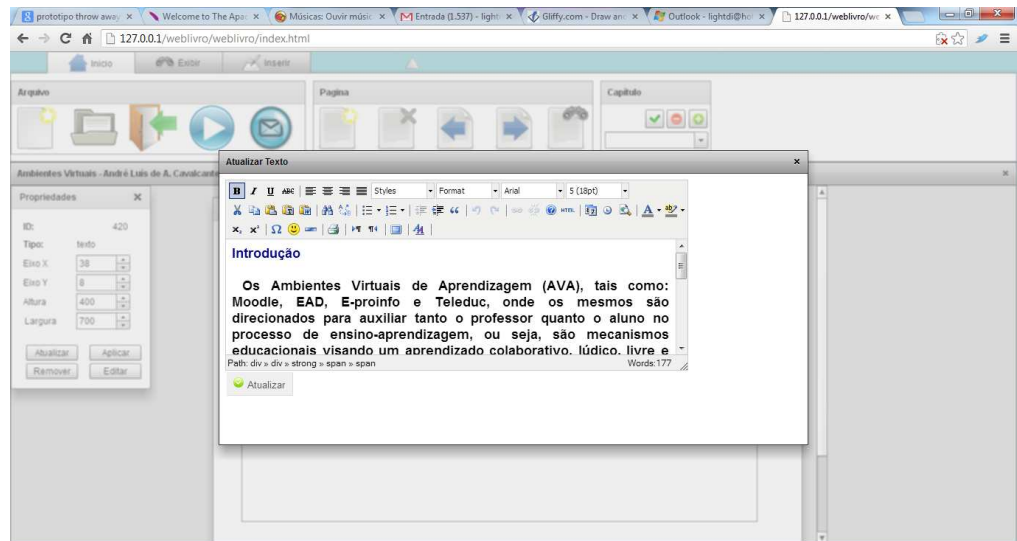 prototipo throw away
Welcome to The Apac
Músicas: Ouvir músic
Entrada (1.537) - lighti
Gliffy.com - Draw and
Outlook - lightdi@hot
127.0.0.1/weblivro/we
127.0.0.1/weblivro/weblivro/index.html
Inicio
Exibir
Inserir
Arquivo
Pagina
Capitulo
Ambientes Virtuais - André Luis de A. Cavalcante
Propriedades
ID: 420
Tipo: texto
Eixo X 38
Eixo Y 8
Altura 400
Largura 700
Atualizar Aplicar
Remover Editar
Atualizar Texto
B I U ABC Styles Format Arial 5 (18pt)
HTML
Introdução
Os Ambientes Virtuais de Aprendizagem (AVA), tais como:
Moodle, EAD, E-proinfo e Teleduc, onde os mesmos são
direcionados para auxiliar tanto o professor quanto o aluno no
processo de ensino-aprendizagem, ou seja, são mecanismos
educacionais visando um aprendizado colaborativo, lúdico, livre e
Path: div » div » strong » span » span
Words:177
Atualizar